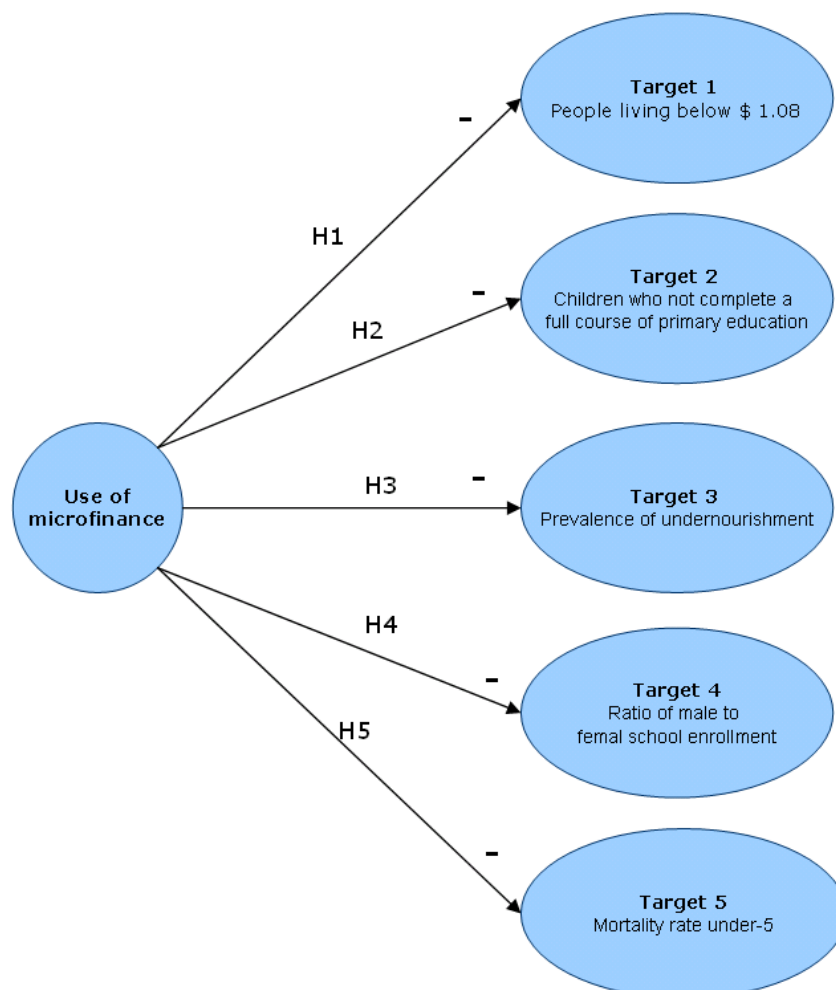 Target 1
People living below $ 1.08
-
H1
Target 2
Children who not complete a
full course of primary education
-
H2
Use of
microfinance
H3
-
Target 3
Prevalence of undernourishment
H4
-
Target 4
Ratio of male to
femal school enrollment
H5
-
Target 5
Mortality rate under-5